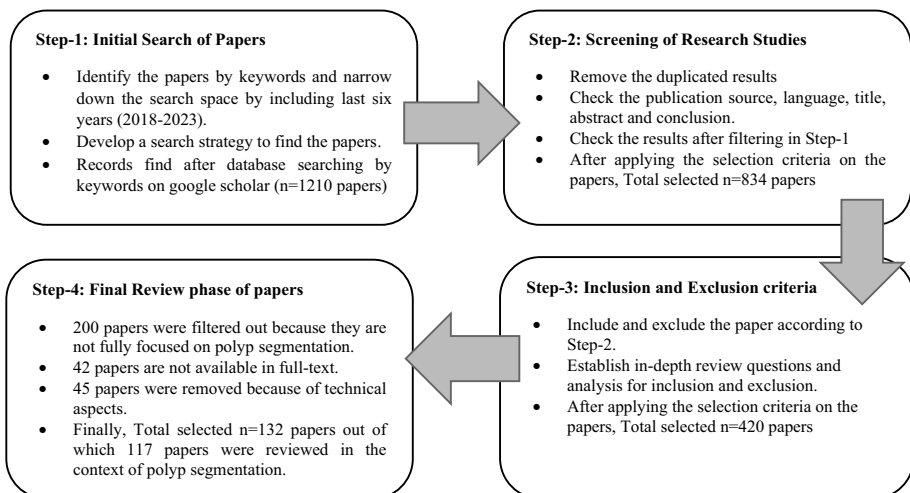 Step-1: Initial Search of Papers
• Identify the papers by keywords and narrow
down the search space by including last six
years (2018-2023).
• Develop a search strategy to find the papers.
• Records find after database searching by
keywords on google scholar (n=1210 papers)
Step-2: Screening of Research Studies
• Remove the duplicated results
• Check the publication source, language, title,
abstract and conclusion.
• Check the results after filtering in Step-1
• After applying the selection criteria on the
papers, Total selected n=834 papers
Step-3: Inclusion and Exclusion criteria
• Include and exclude the paper according to
Step-2.
• Establish in-depth review questions and
analysis for inclusion and exclusion.
• After applying the selection criteria on the
papers, Total selected n=420 papers
Step-4: Final Review phase of papers
• 200 papers were filtered out because they are
not fully focused on polyp segmentation.
• 42 papers are not available in full-text.
• 45 papers were removed because of technical
aspects.
• Finally, Total selected n=132 papers out of
which 117 papers were reviewed in the
context of polyp segmentation.